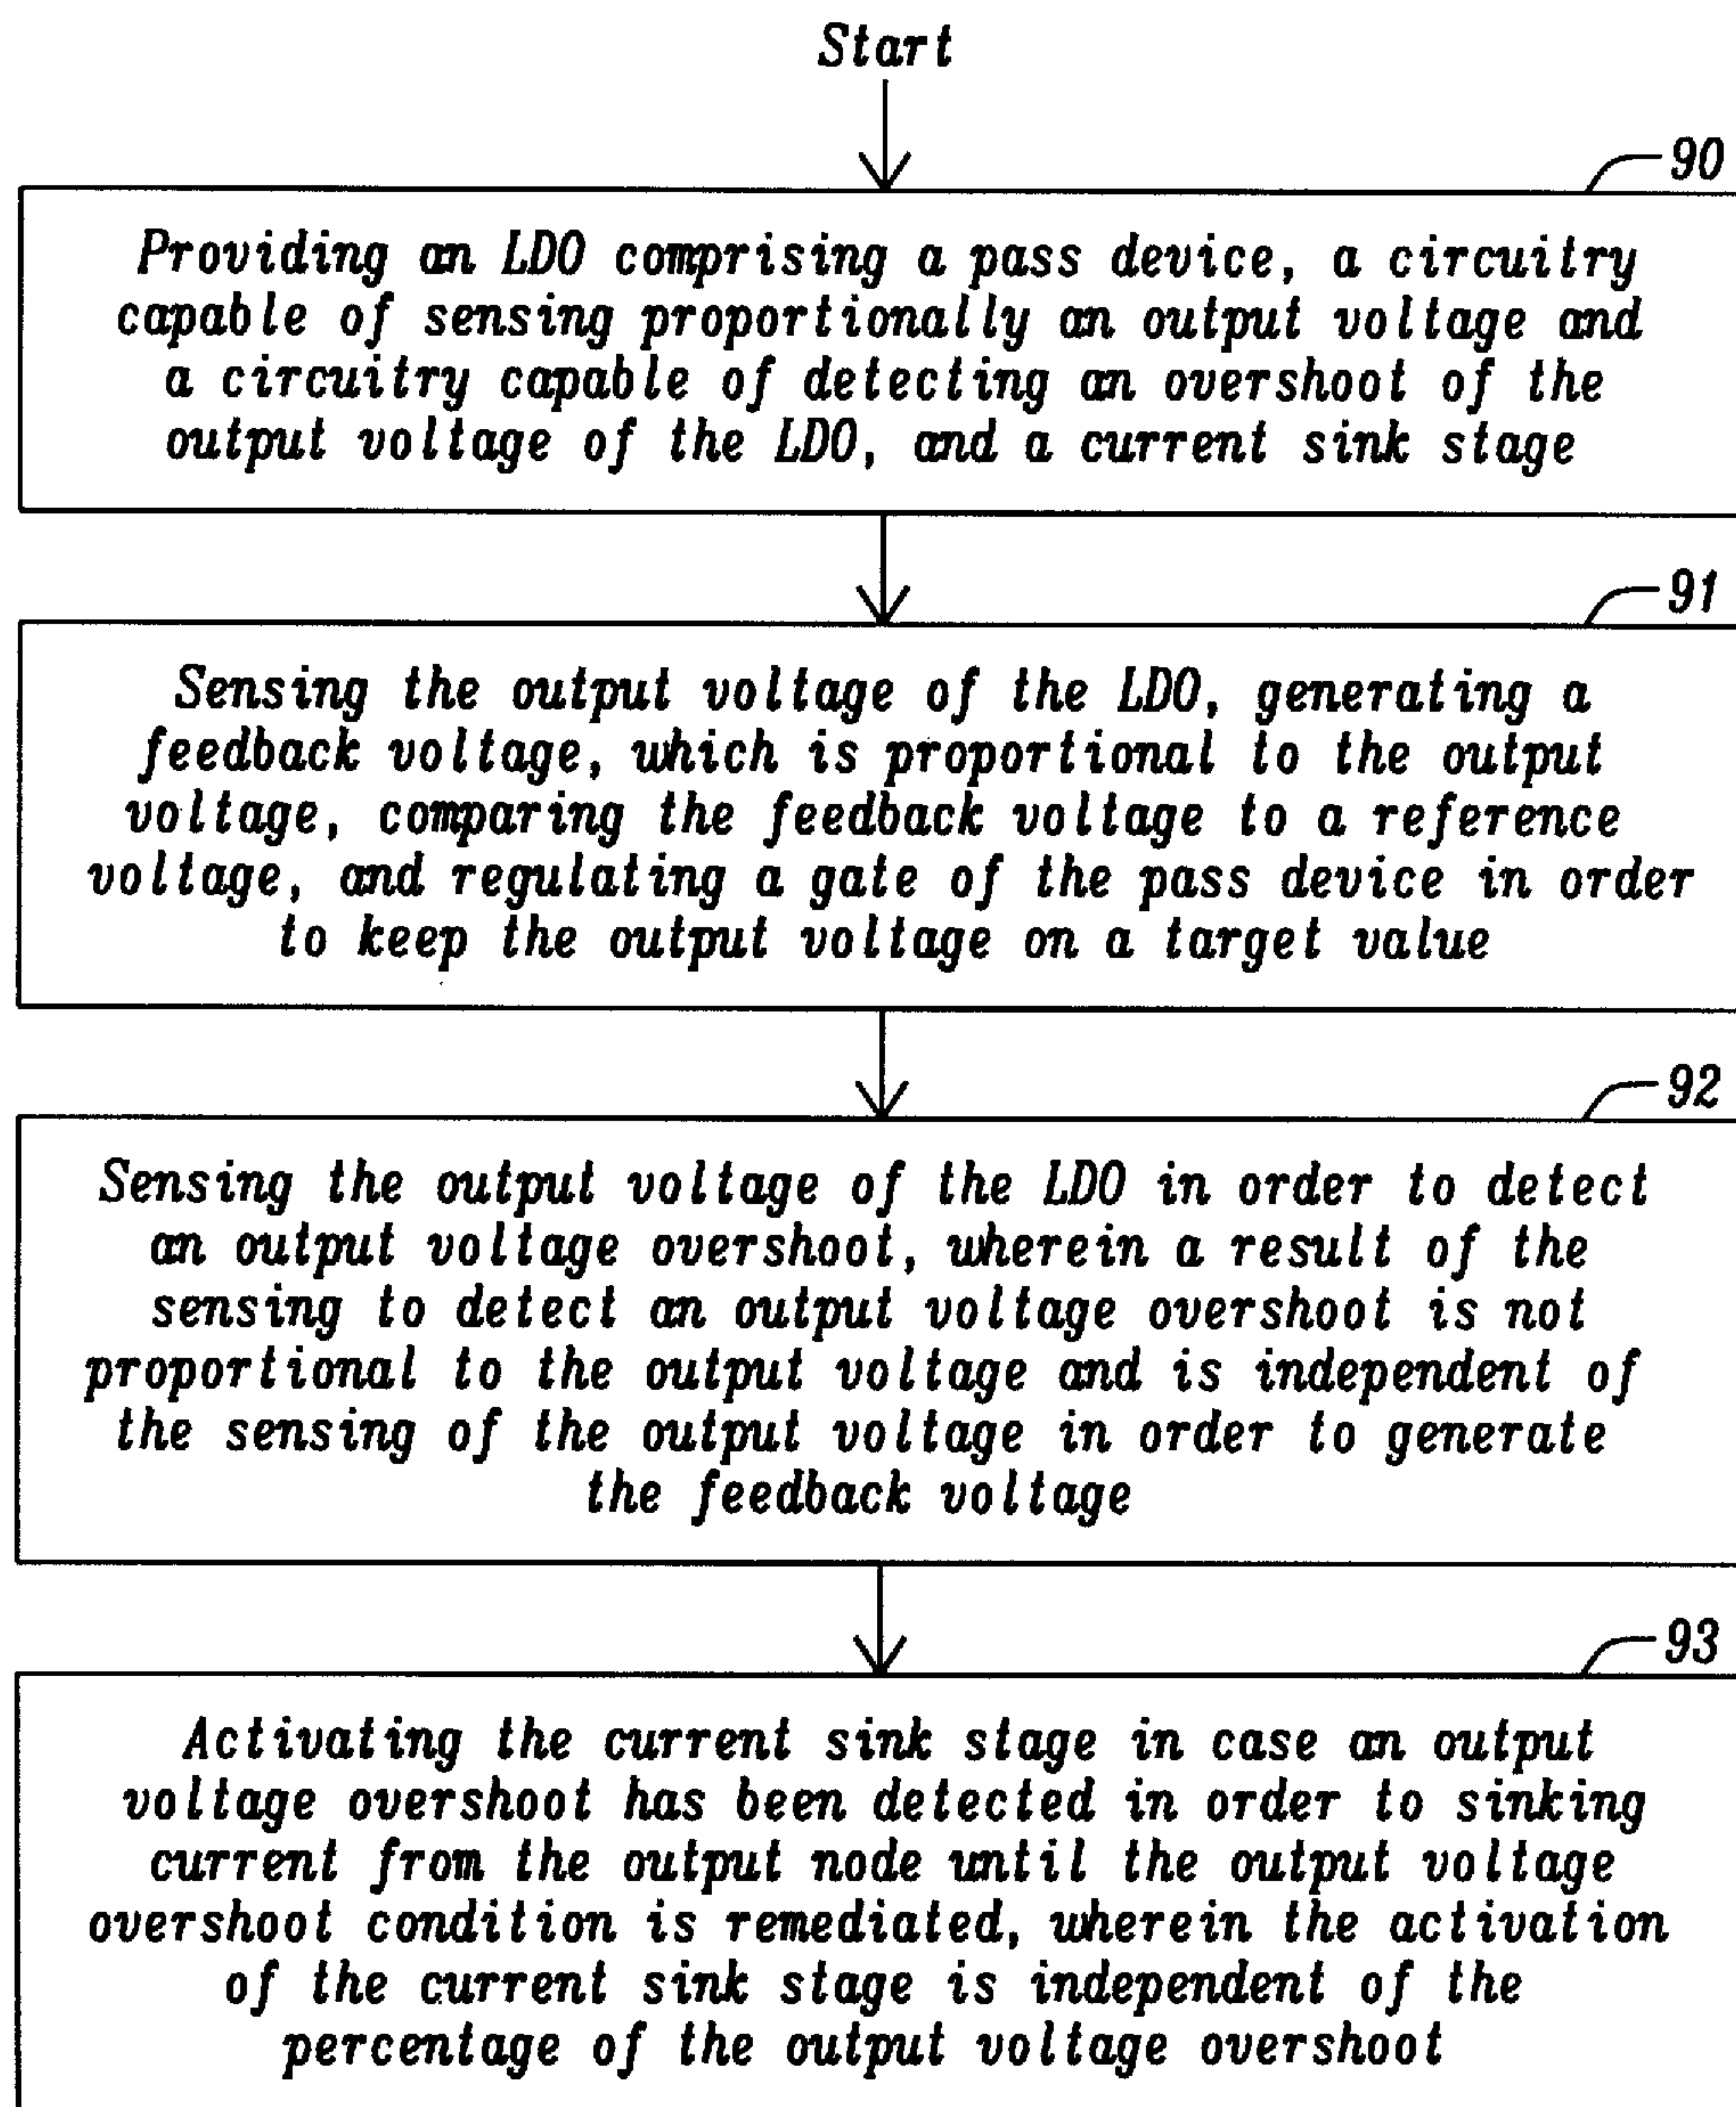 Start
90
Providing an LDO comprising a pass device, a circuitry
capable of sensing proportionally an output voltage and
a circuitry capable of detecting an overshoot of the
output voltage of the LDO, and a current sink stage
91
Sensing the output voltage of the LDO, generating a
feedback voltage, which is proportional to the output
voltage, comparing the feedback voltage to a reference
voltage, and regulating a gate of the pass device in order
to keep the output voltage on a target value
92
Sensing the output voltage of the LDO in order to detect
an output voltage overshoot, wherein a result of the
sensing to detect an output voltage overshoot is not
proportional to the output voltage and is independent of
the sensing of the output voltage in order to generate
the feedback voltage
93
Activating the current sink stage in case an output
voltage overshoot has been detected in order to sinking
current from the output node until the output voltage
overshoot condition is remediated, wherein the activation
of the current sink stage is independent of the
percentage of the output voltage overshoot